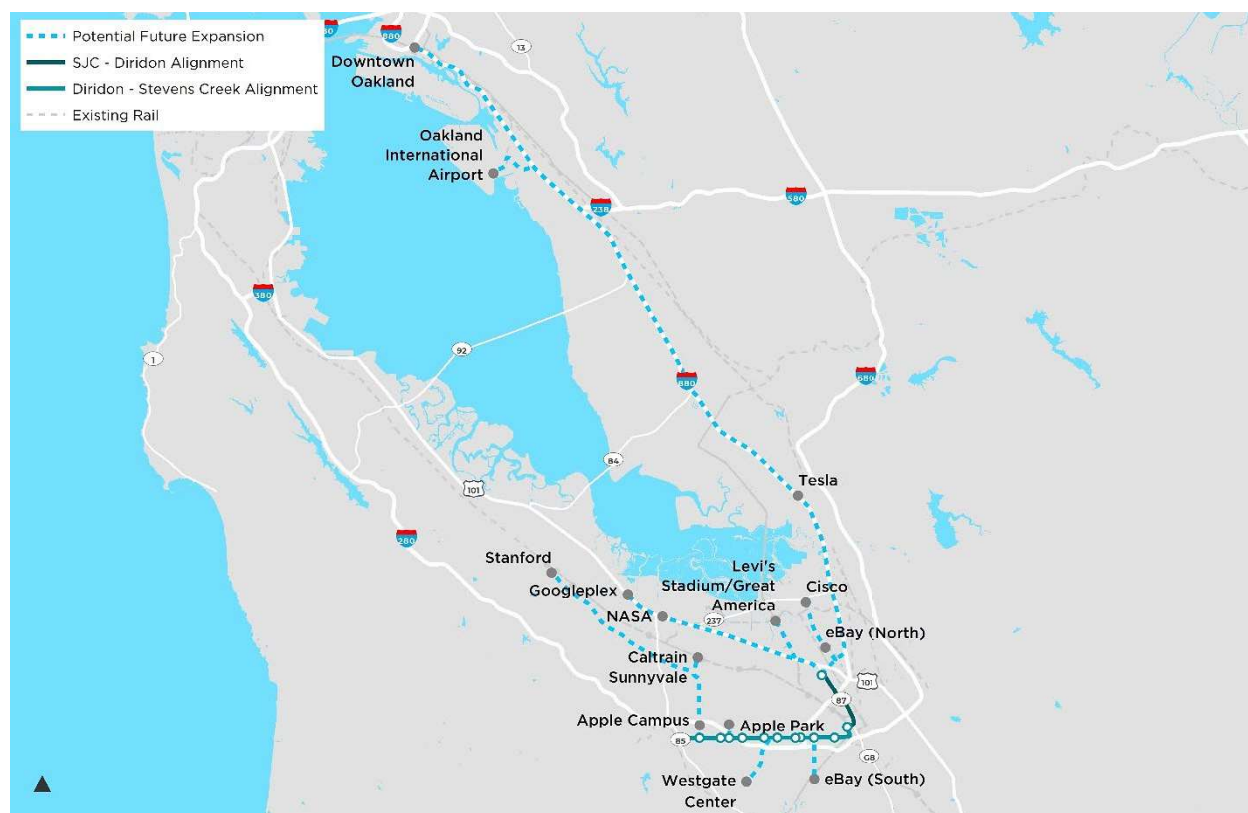 Potential Future Expansion
SJC - Diridon Alignment
Diridon - Stevens Creek Alignment
Existing Rail
880
13
Downtown
Oakland
Oakland
International
Airport
238
580
380
1
92
880
680
84
101
280
Tesla
Stanford
Googleplex
NASA
237
Levi's
Stadium/Great
America
Cisco
eBay (North)
Caltrain
Sunnyvale
101
87
Apple Campus
Apple Park
85
G8
Westgate
Center
eBay (South)